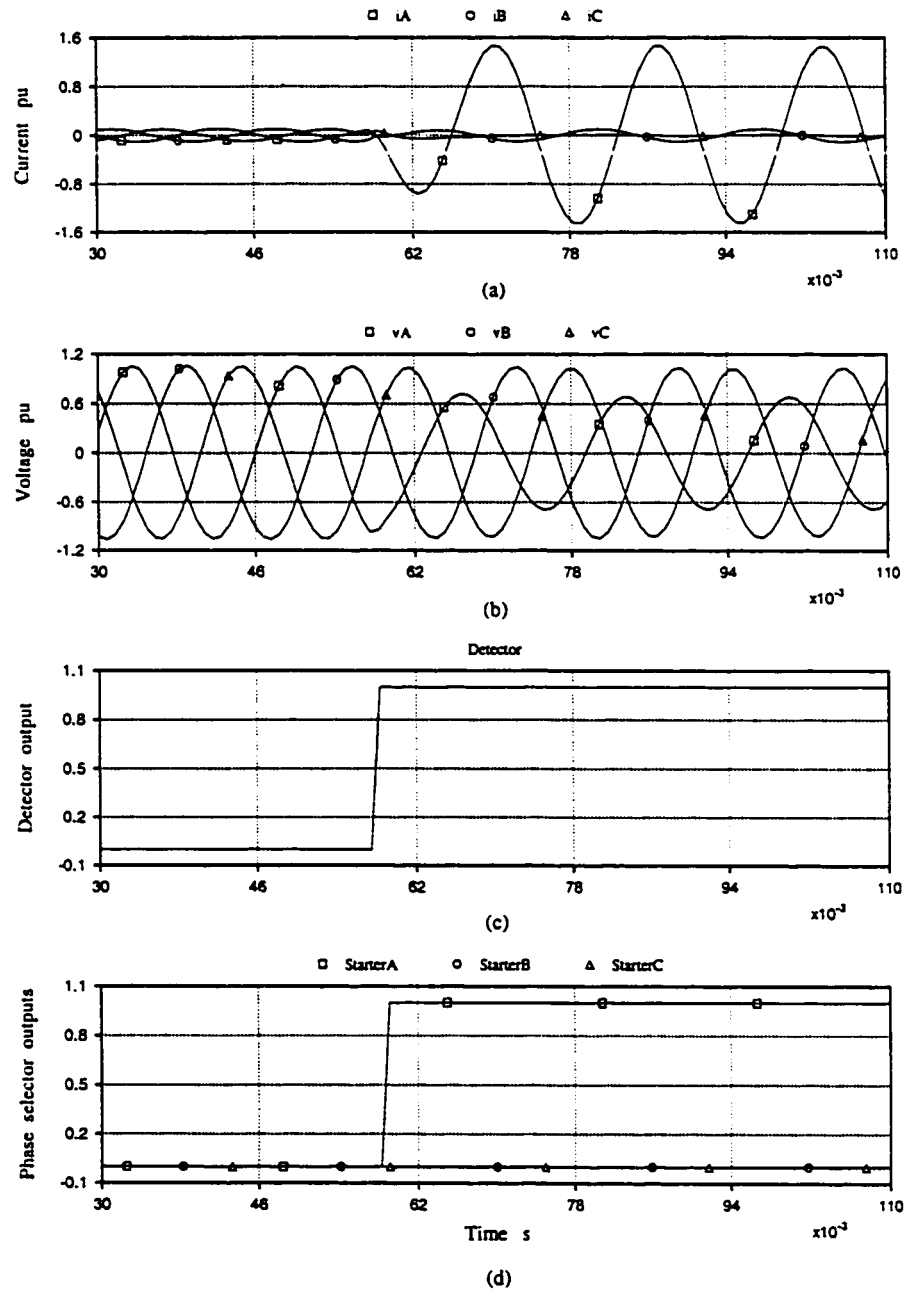 iA iB iC
Current pu
1.6
0.8
0
-0.8
-1.6
30 46 62 78 94 110
x10⁻³
(a)
vA vB vC
Voltage pu
1.2
0.6
0
-0.6
-1.2
30 46 62 78 94 110
x10⁻³
(b)
Detector
Detector output
1.1
0.8
0.5
0.2
-0.1
30 46 62 78 94 110
x10⁻³
(c)
StarterA StarterB StarterC
Phase selector outputs
1.1
0.8
0.5
0.2
-0.1
30 46 62 78 94 110
Time s
x10⁻³
(d)